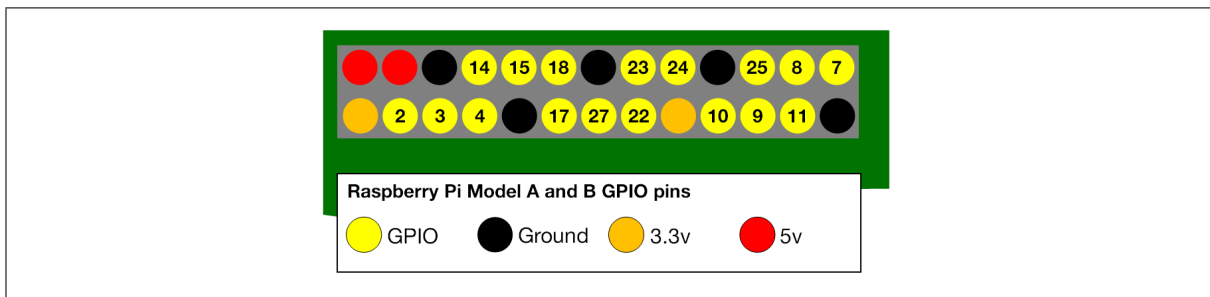 14 15 18 23 24 25 8 7
2 3 4 17 27 22 10 9 11
Raspberry Pi Model A and B GPIO pins
GPIO Ground 3.3v 5v